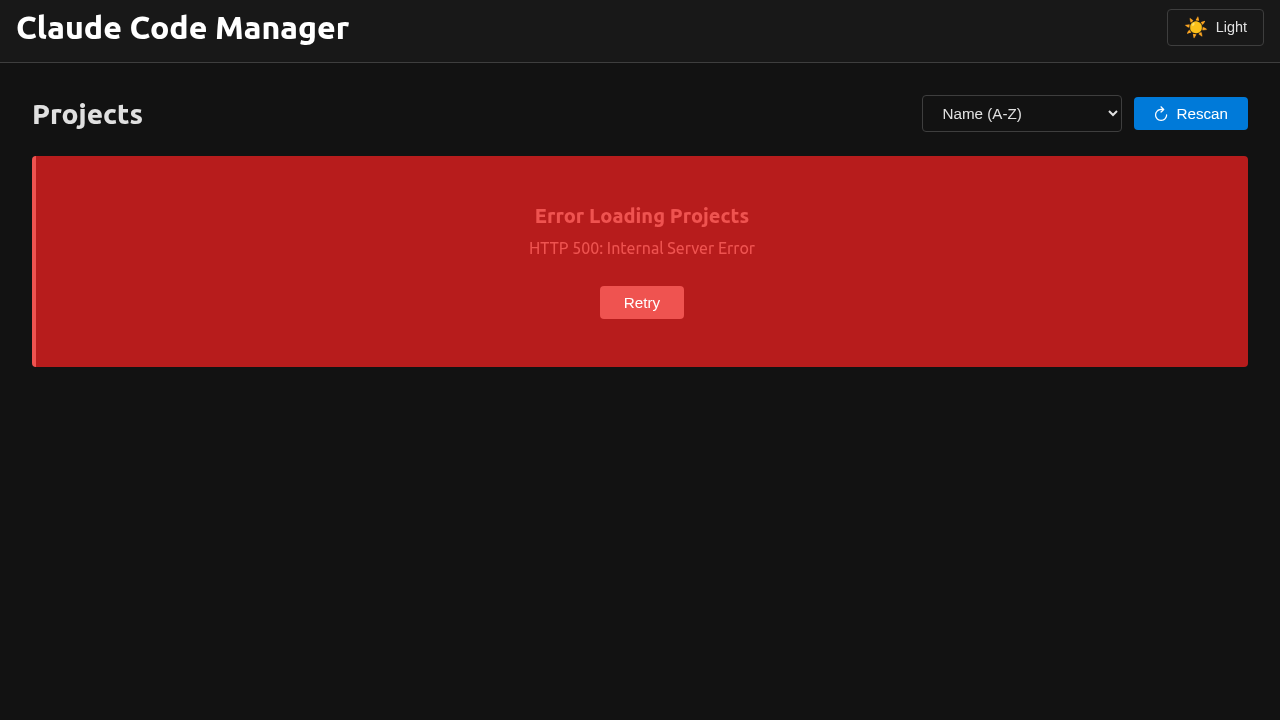 Claude Code Manager
Light
Projects
Name (A-Z)
Rescan
Error Loading Projects
HTTP 500: Internal Server Error
Retry